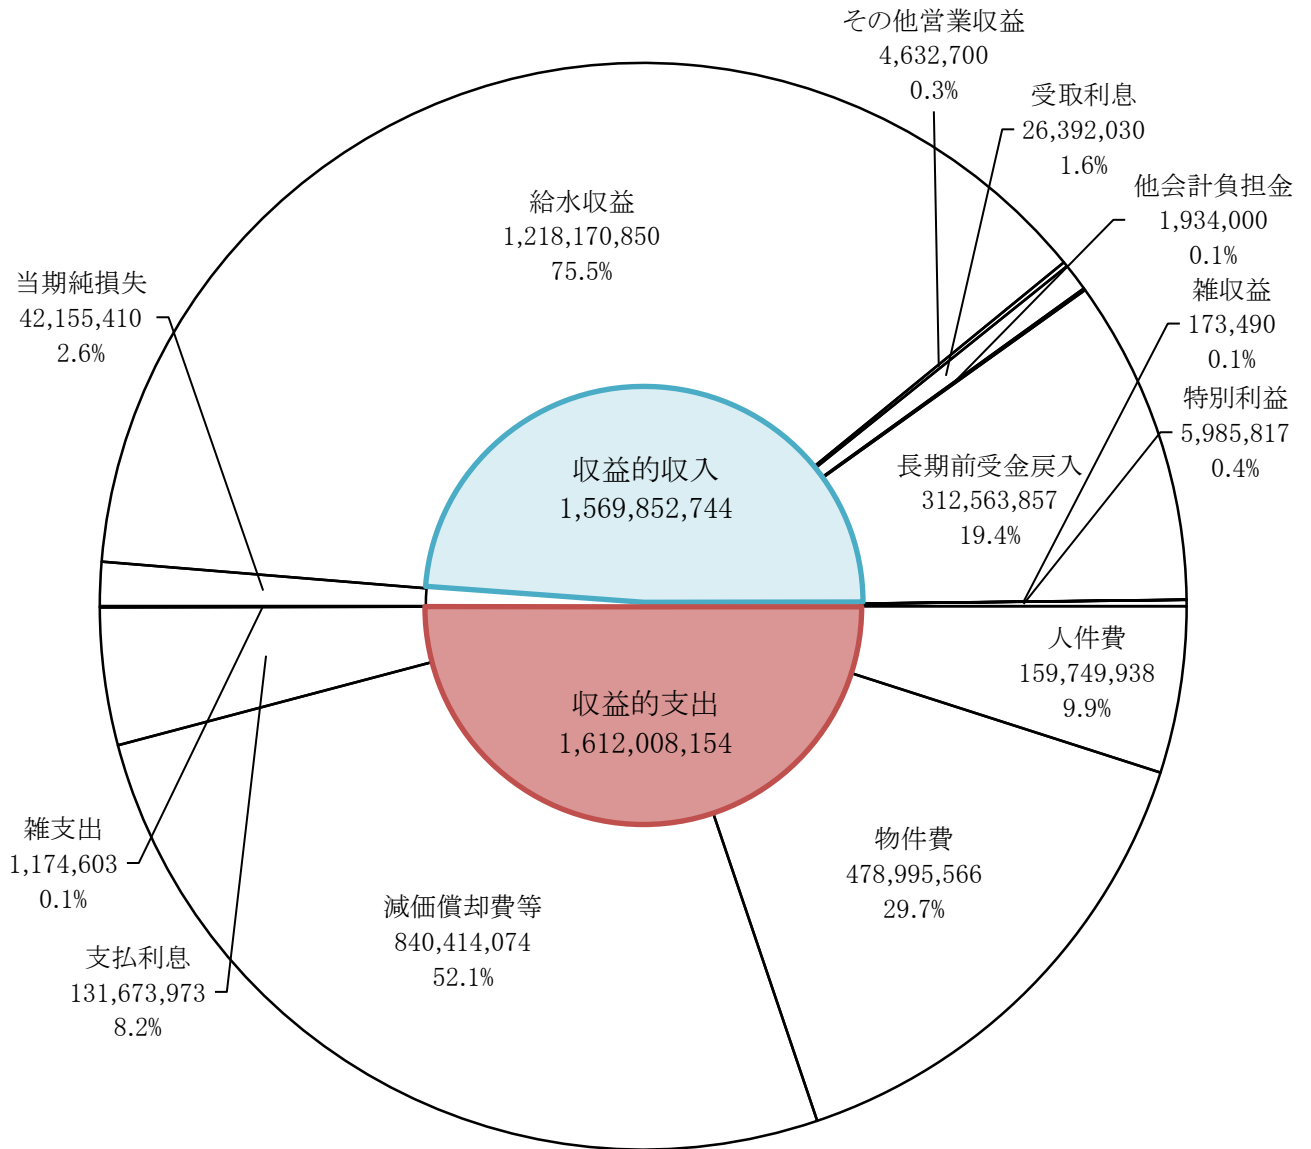 その他営業収益
4,632,700
0.3%
受取利息
26,392,030
1.6%
他会計負担金
1,934,000
0.1%
雑収益
173,490
0.1%
特別利益
5,985,817
0.4%
給水収益
1,218,170,850
75.5%
当期純損失
42,155,410
2.6%
長期前受金戻入
312,563,857
19.4%
収益的収入
1,569,852,744
収益的支出
1,612,008,154
人件費
159,749,938
9.9%
物件費
478,995,566
29.7%
減価償却費等
840,414,074
52.1%
雑支出
1,174,603
0.1%
支払利息
131,673,973
8.2%